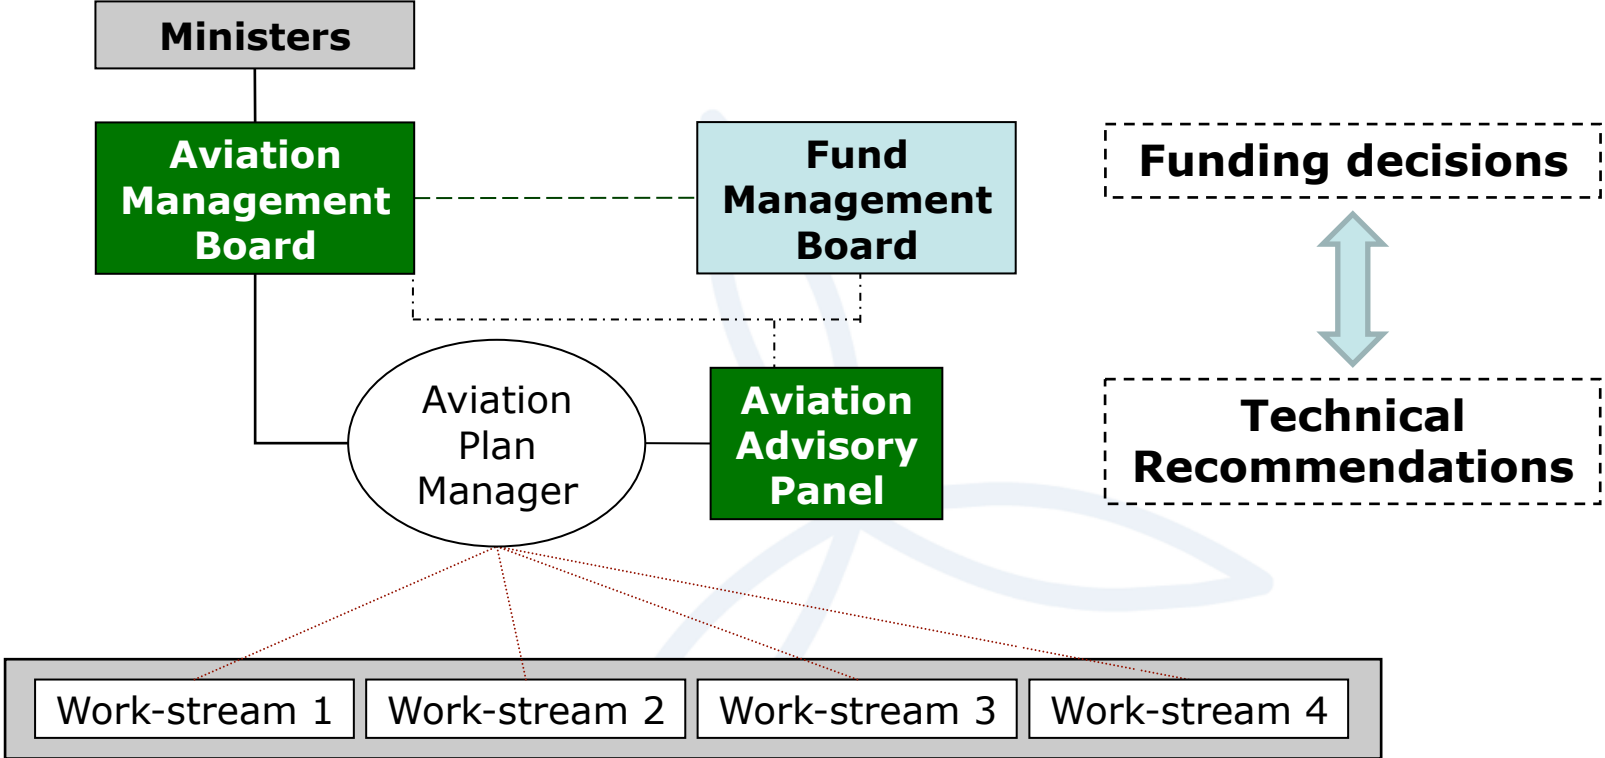 Ministers
Aviation
Management
Board
Fund
Management
Board
Funding decisions
Aviation
Plan
Manager
Aviation
Advisory
Panel
Technical
Recommendations
Work-stream 1
Work-stream 2
Work-stream 3
Work-stream 4